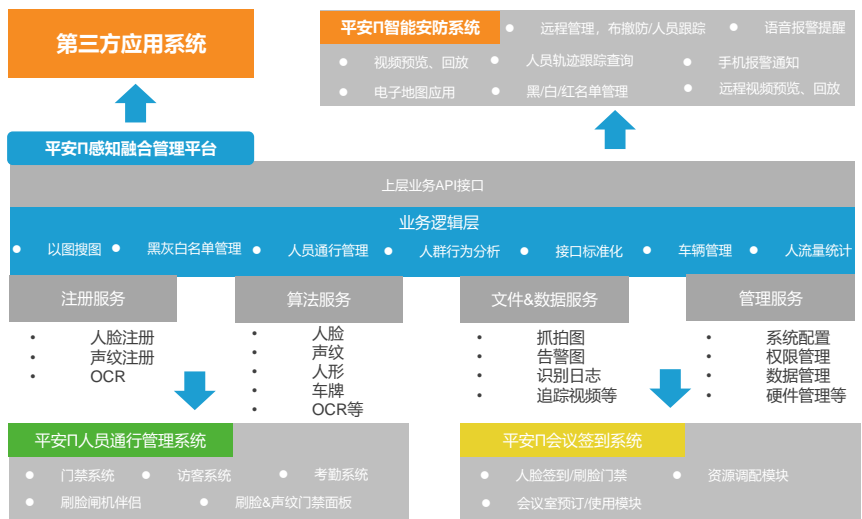 第三方应用系统
平安Π智能安防系统
● 远程管理，布撤防/人员跟踪
● 语音报警提醒
● 视频预览、回放
● 人员轨迹跟踪查询
● 手机报警通知
● 电子地图应用
● 黑/白/红名单管理
● 远程视频预览、回放
平安Π感知融合管理平台
上层业务API接口
业务逻辑层
● 以图搜图 ● 黑灰白名单管理 ● 人员通行管理 ● 人群行为分析 ● 接口标准化 ● 车辆管理 ● 人流量统计
注册服务
• 人脸注册
• 声纹注册
• OCR
算法服务
• 人脸
• 声纹
• 人形
• 车牌
• OCR等
文件&数据服务
• 抓拍图
• 告警图
• 识别日志
• 追踪视频等
管理服务
• 系统配置
• 权限管理
• 数据管理
• 硬件管理等
平安Π人员通行管理系统
● 门禁系统 ● 访客系统 ● 考勤系统
● 刷脸闸机伴侣 ● 刷脸&声纹门禁面板
平安Π会议签到系统
● 人脸签到/刷脸门禁 ● 资源调配模块
● 会议室预订/使用模块